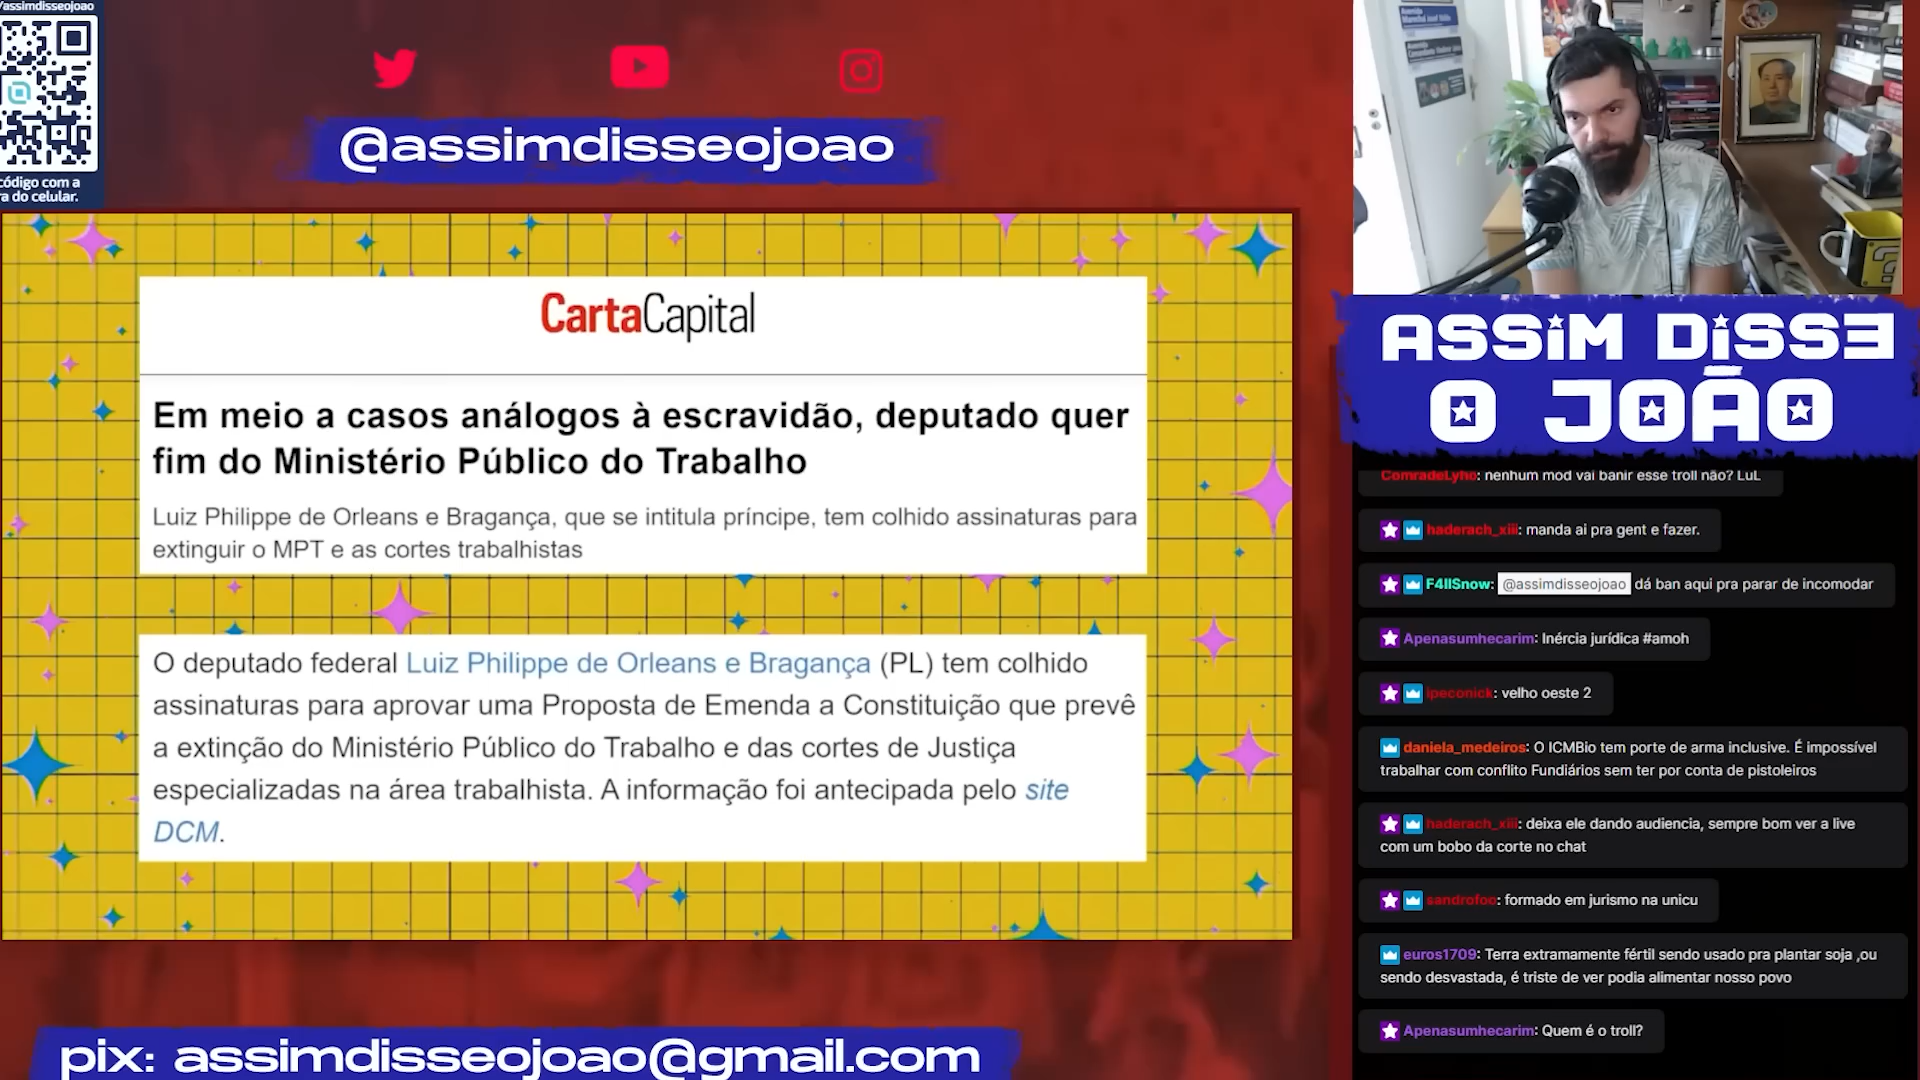 /assimdisseojoao
código com a
ra do celular.
@assimdisseojoao
CartaCapital
Em meio a casos análogos à escravidão, deputado quer
fim do Ministério Público do Trabalho
Luiz Philippe de Orleans e Bragança, que se intitula príncipe, tem colhido assinaturas para
extinguir o MPT e as cortes trabalhistas
O deputado federal Luiz Philippe de Orleans e Bragança (PL) tem colhido
assinaturas para aprovar uma Proposta de Emenda a Constituição que prevê
a extinção do Ministério Público do Trabalho e das cortes de Justiça
especializadas na área trabalhista. A informação foi antecipada pelo site
DCM.
pix: assimdisseojoao@gmail.com
ASSIM DISSE
O JOÃO
ComradeLyho: nenhum mod vai banir esse troll não? LuL
haderach_xiii: manda ai pra gent e fazer.
F4llSnow: @assimdisseojoao dá ban aqui pra parar de incomodar
Apenasumhecarim: Inércia jurídica #amoh
ipeconick: velho oeste 2
daniela_medeiros: O ICMBio tem porte de arma inclusive. É impossível
trabalhar com conflito Fundiários sem ter por conta de pistoleiros
haderach_xiii: deixa ele dando audiencia, sempre bom ver a live
com um bobo da corte no chat
sandrofoo: formado em jurismo na unicu
euros1709: Terra extramamente fértil sendo usado pra plantar soja ,ou
sendo desvastada, é triste de ver podia alimentar nosso povo
Apenasumhecarim: Quem é o troll?